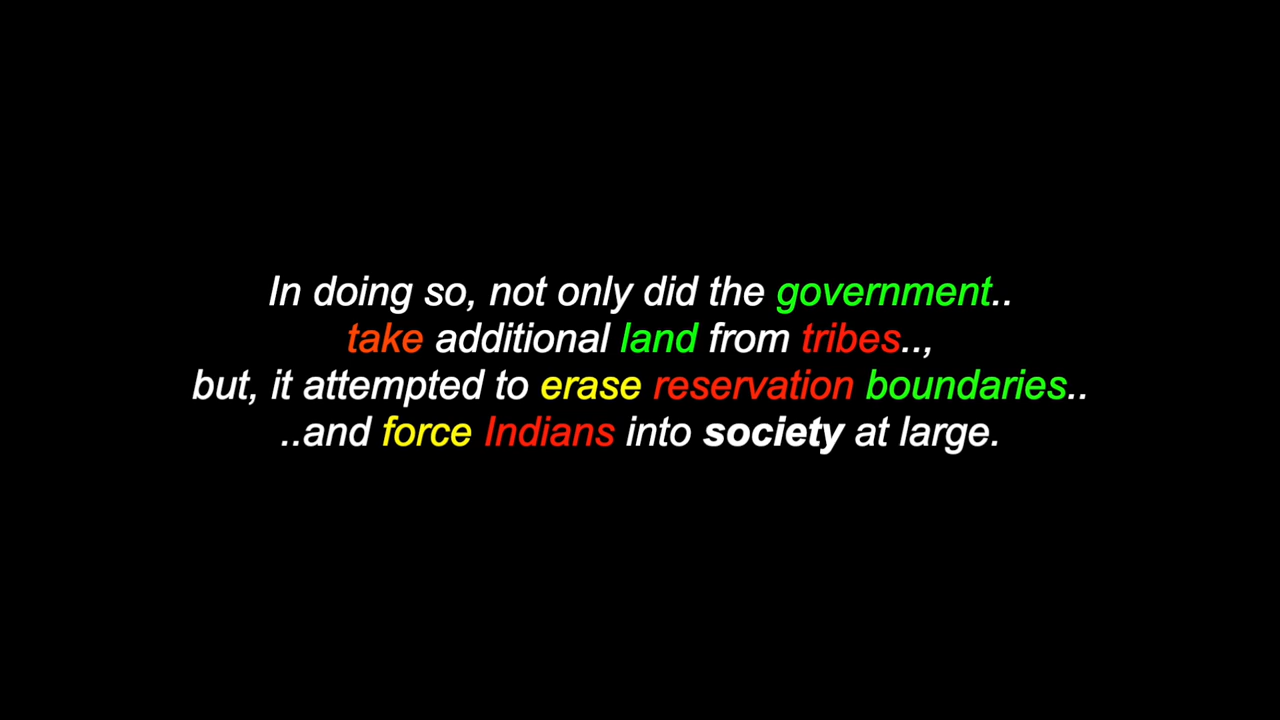 In doing so, not only did the government..
take additional land from tribes..,
but, it attempted to erase reservation boundaries..
..and force Indians into society at large.